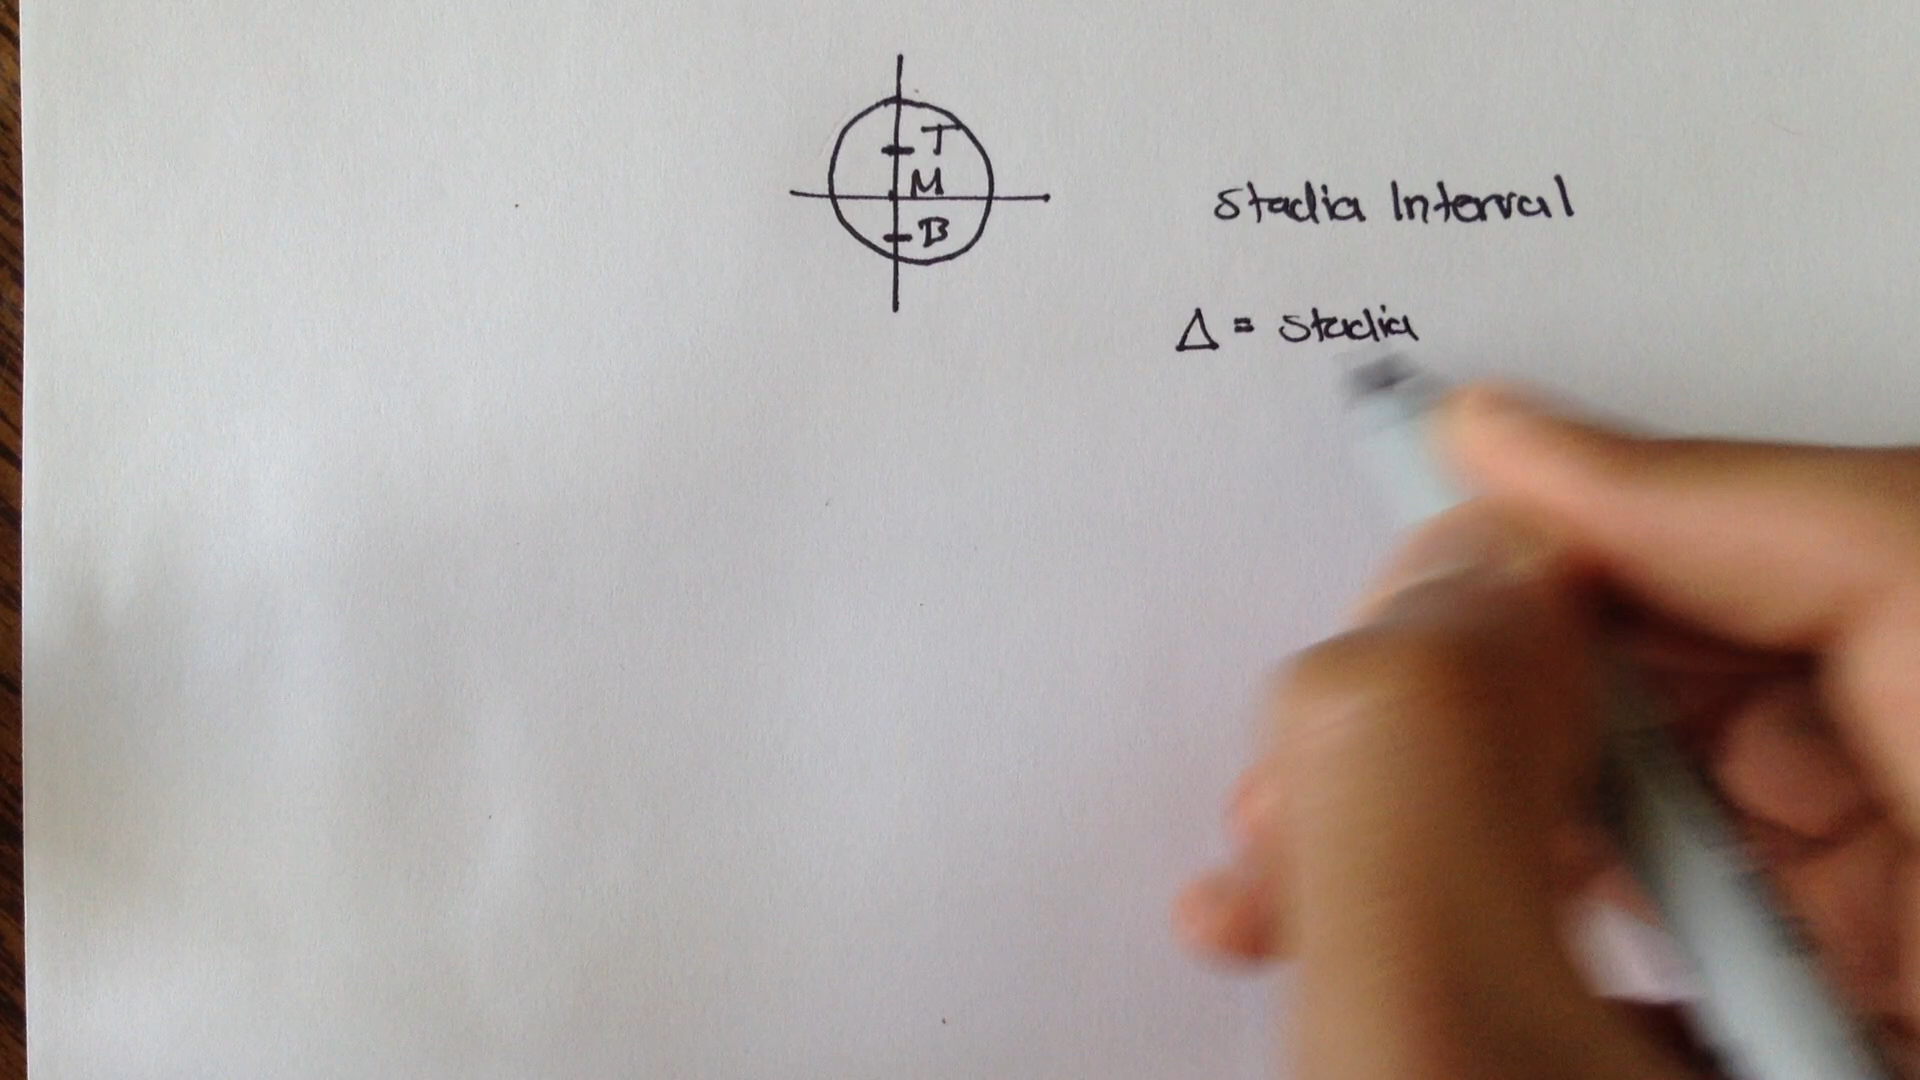 T
M
B
Stadia Interval
Δ = Stadia